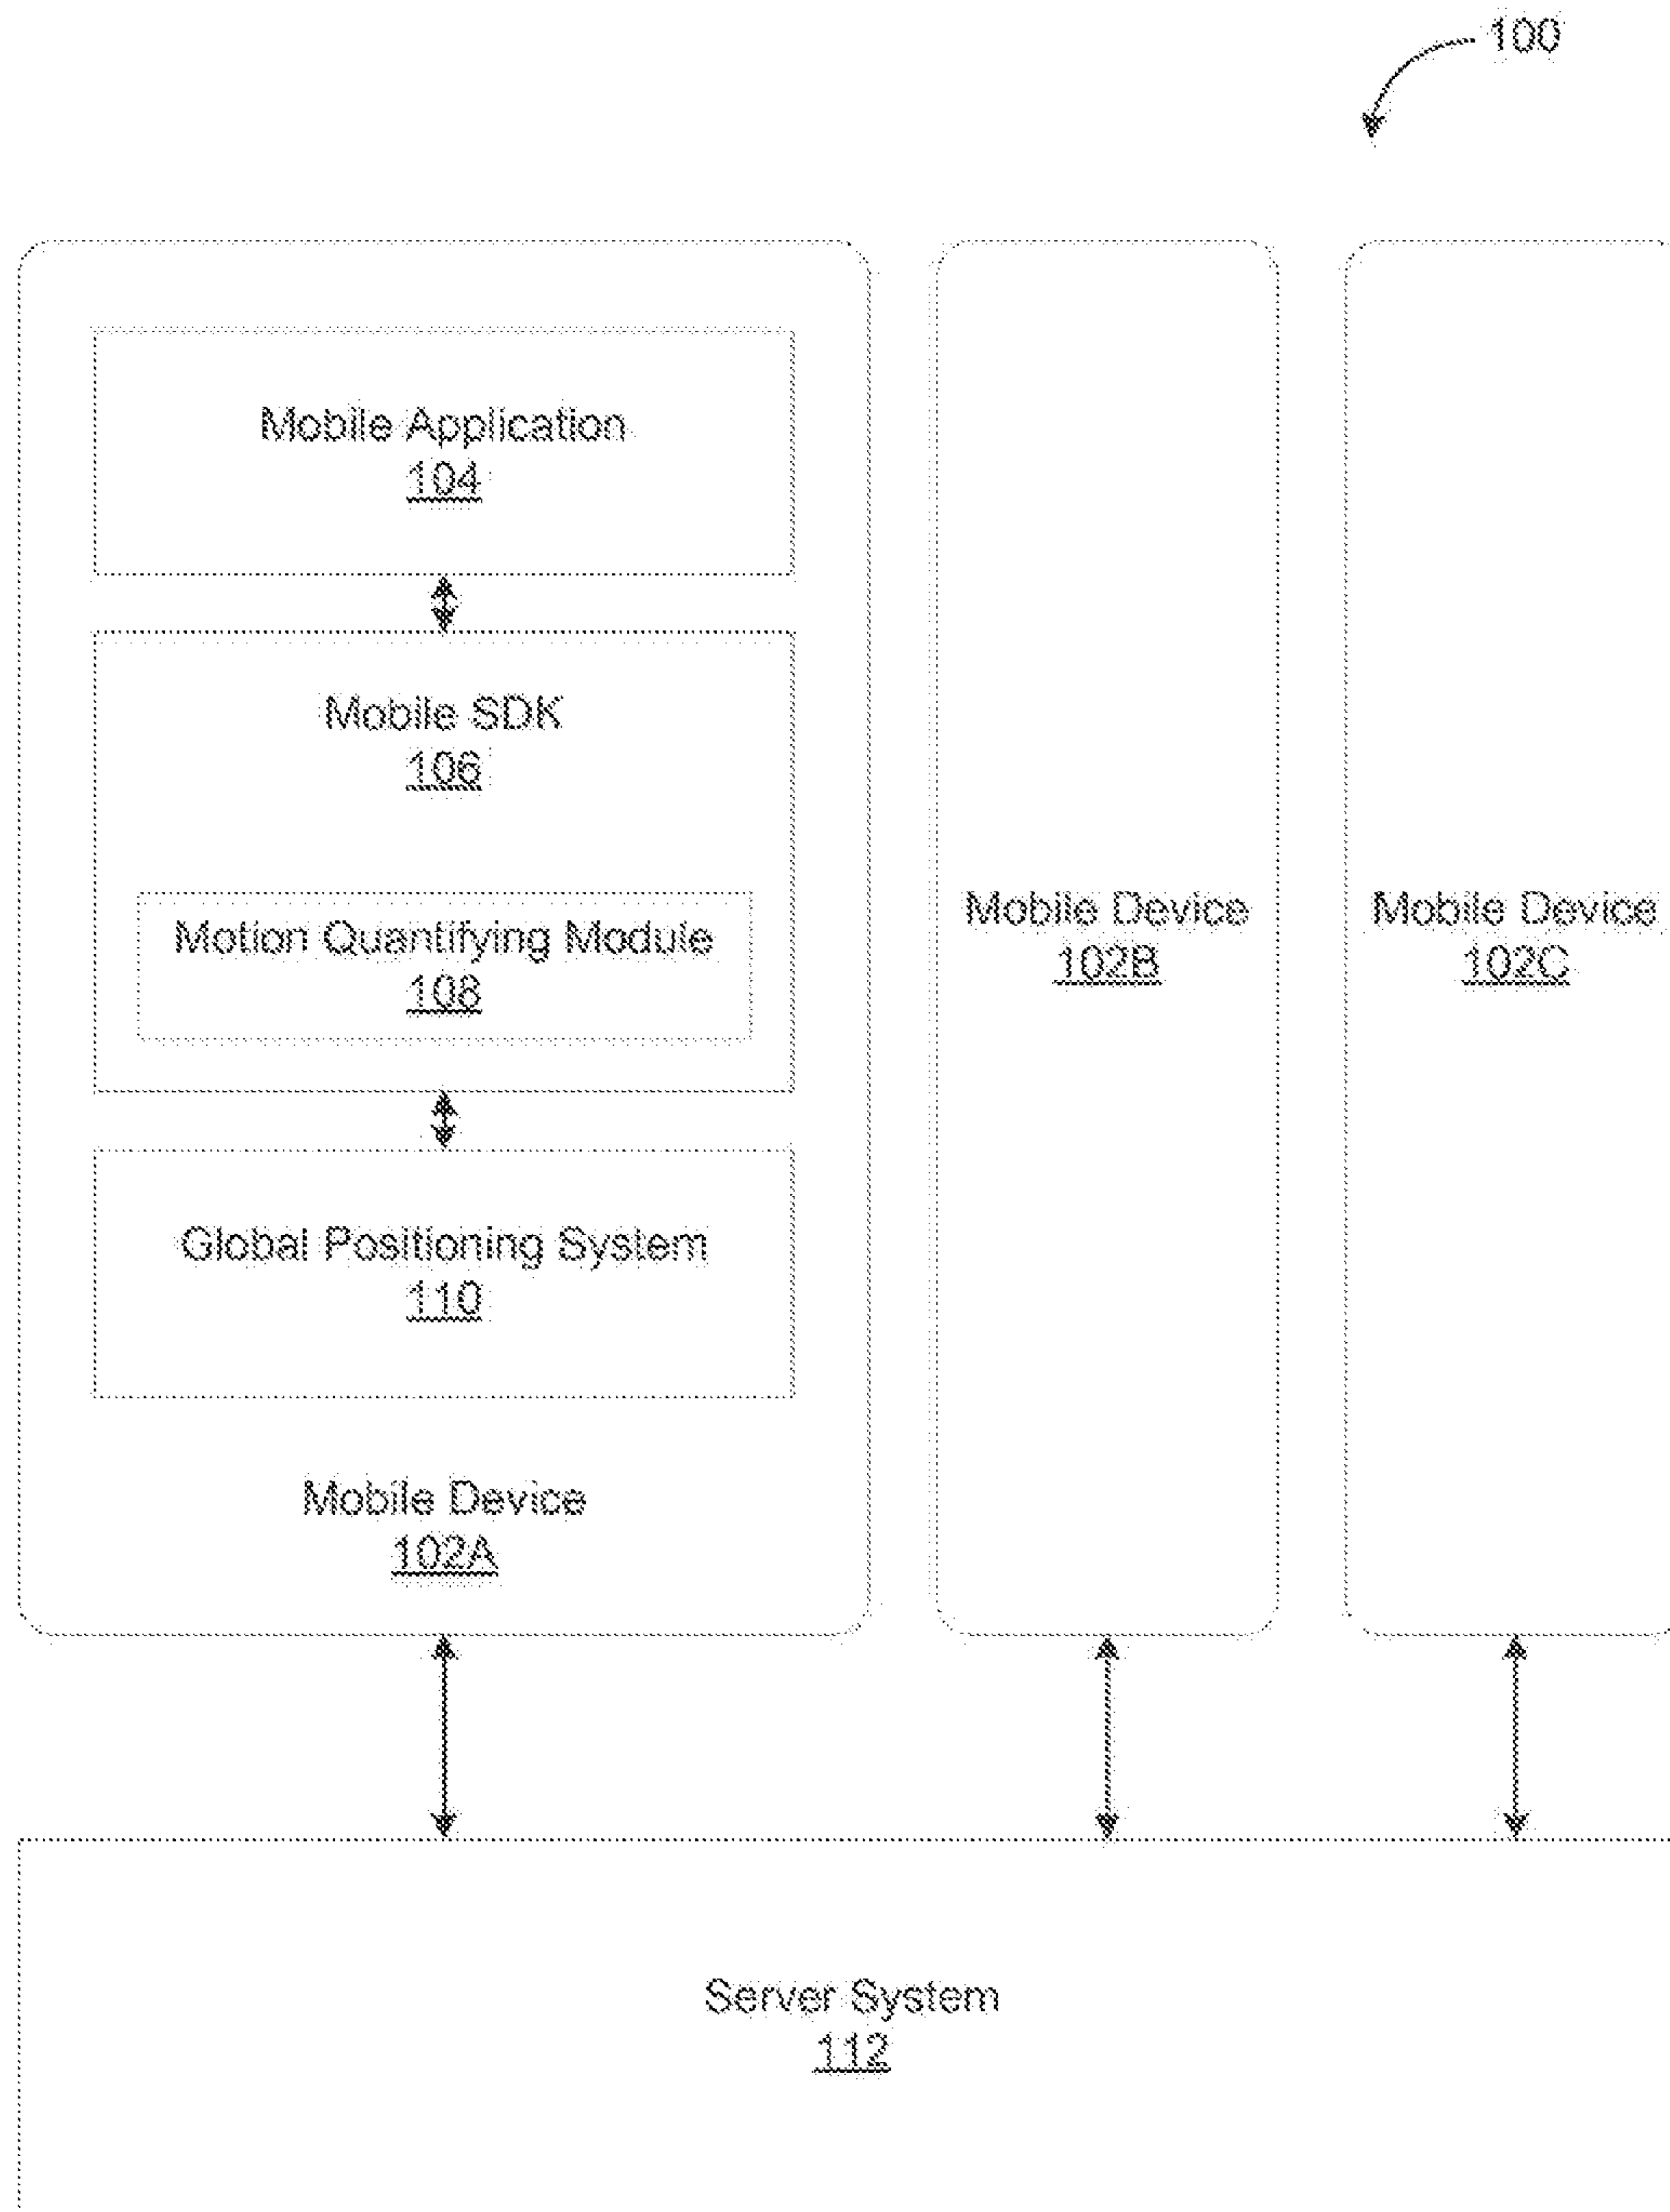 100
Mobile Application
104
Mobile SDK
106
Motion Quantifying Module
108
Global Positioning System
110
Mobile Device
102A
Mobile Device
102B
Mobile Device
102C
Server System
112